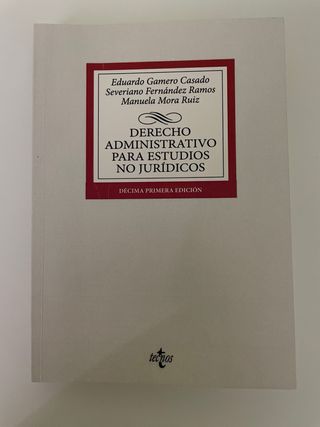 Eduardo Gamero Casado
Severiano Fernández Ramos
Manuela Mora Ruiz
DERECHO
ADMINISTRATIVO
PARA ESTUDIOS
NO JURÍDICOS
DÉCIMA PRIMERA EDICIÓN
tecnos